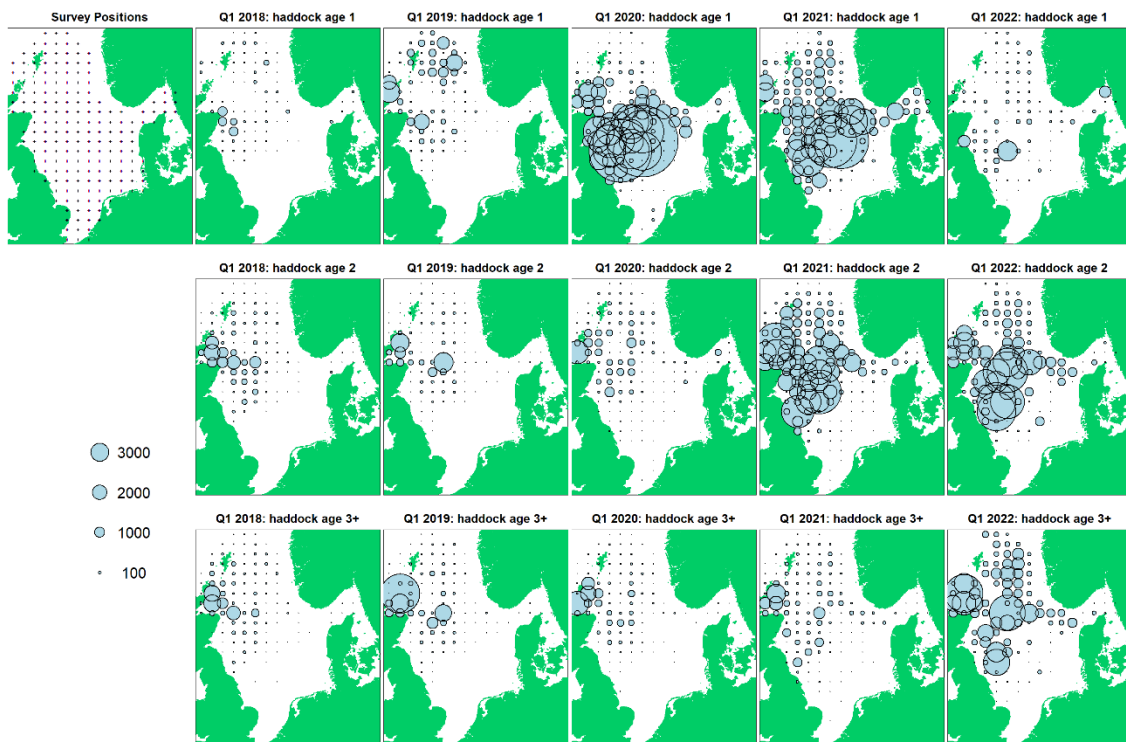 Survey Positions
Q1 2018: haddock age 1
Q1 2019: haddock age 1
Q1 2020: haddock age 1
Q1 2021: haddock age 1
Q1 2022: haddock age 1
Q1 2018: haddock age 2
Q1 2019: haddock age 2
Q1 2020: haddock age 2
Q1 2021: haddock age 2
Q1 2022: haddock age 2
3000
2000
1000
100
Q1 2018: haddock age 3+
Q1 2019: haddock age 3+
Q1 2020: haddock age 3+
Q1 2021: haddock age 3+
Q1 2022: haddock age 3+